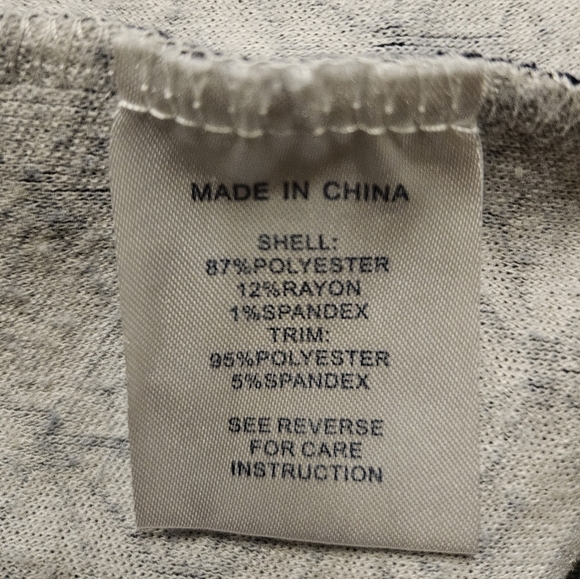 MADE IN CHINA
SHELL:
87%POLYESTER
12%RAYON
1%SPANDEX
TRIM:
95%POLYESTER
5%SPANDEX
SEE REVERSE
FOR CARE
INSTRUCTION